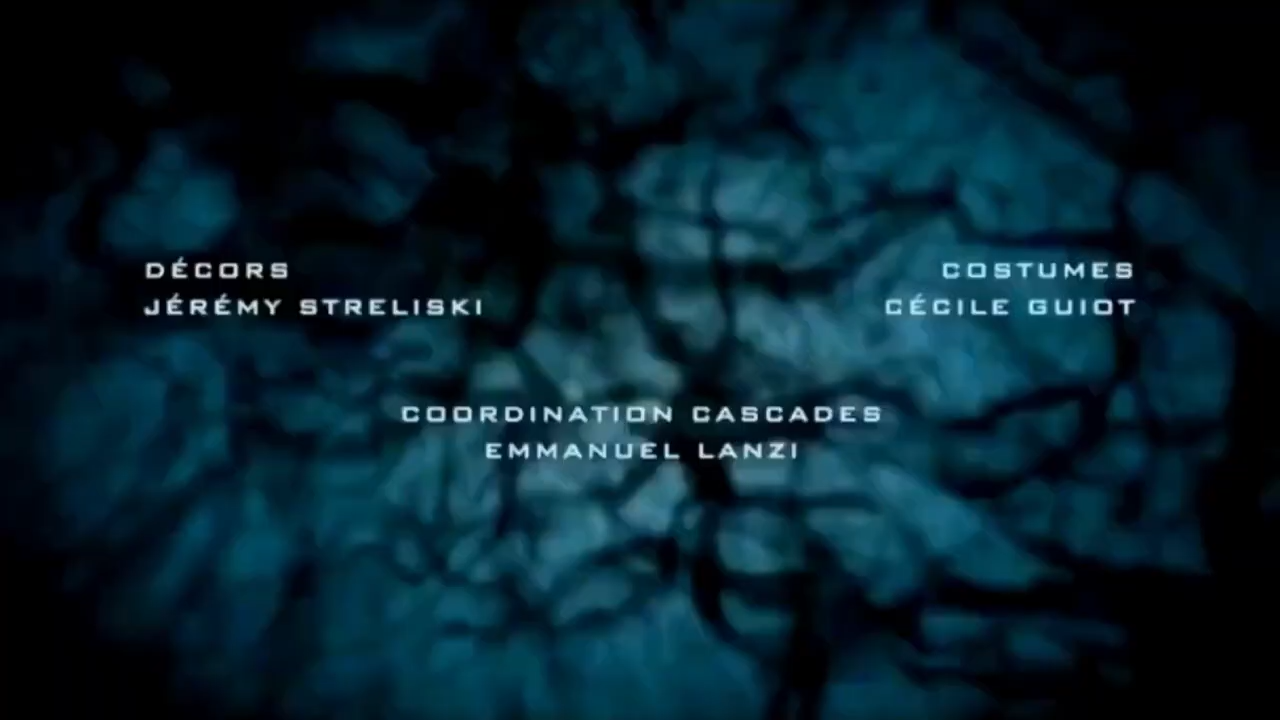 DÉCORS
JÉRÉMY STRELISKI
COSTUMES
CÉCILE GUIOT
COORDINATION CASCADES
EMMANUEL LANZI